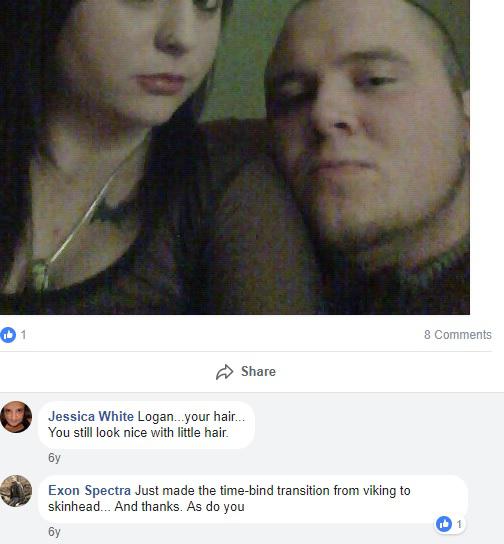 1
8 Comments
Share
Jessica White Logan...your hair...
You still look nice with little hair.
6y
Exon Spectra Just made the time-bind transition from viking to
skinhead... And thanks. As do you
1
6y